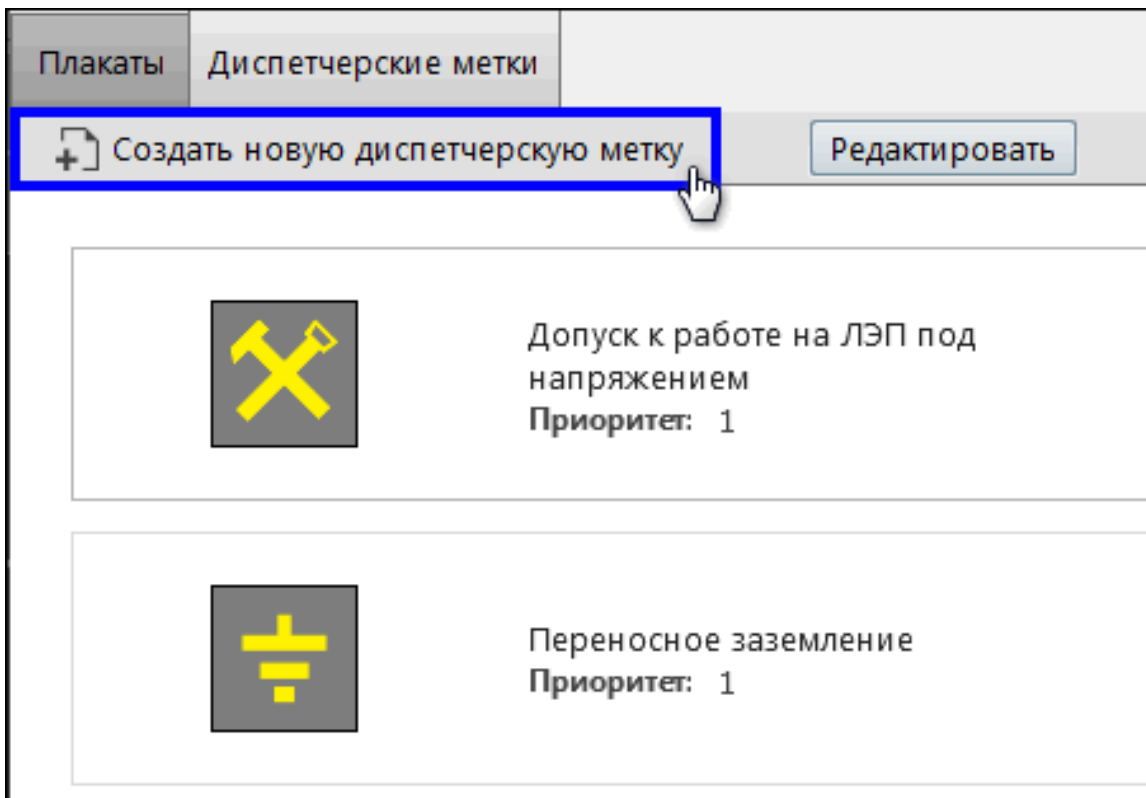 Плакаты
Диспетчерские метки
Создать новую диспетчерскую метку
Редактировать
Допуск к работе на ЛЭП под
напряжением
Приоритет: 1
Переносное заземление
Приоритет: 1